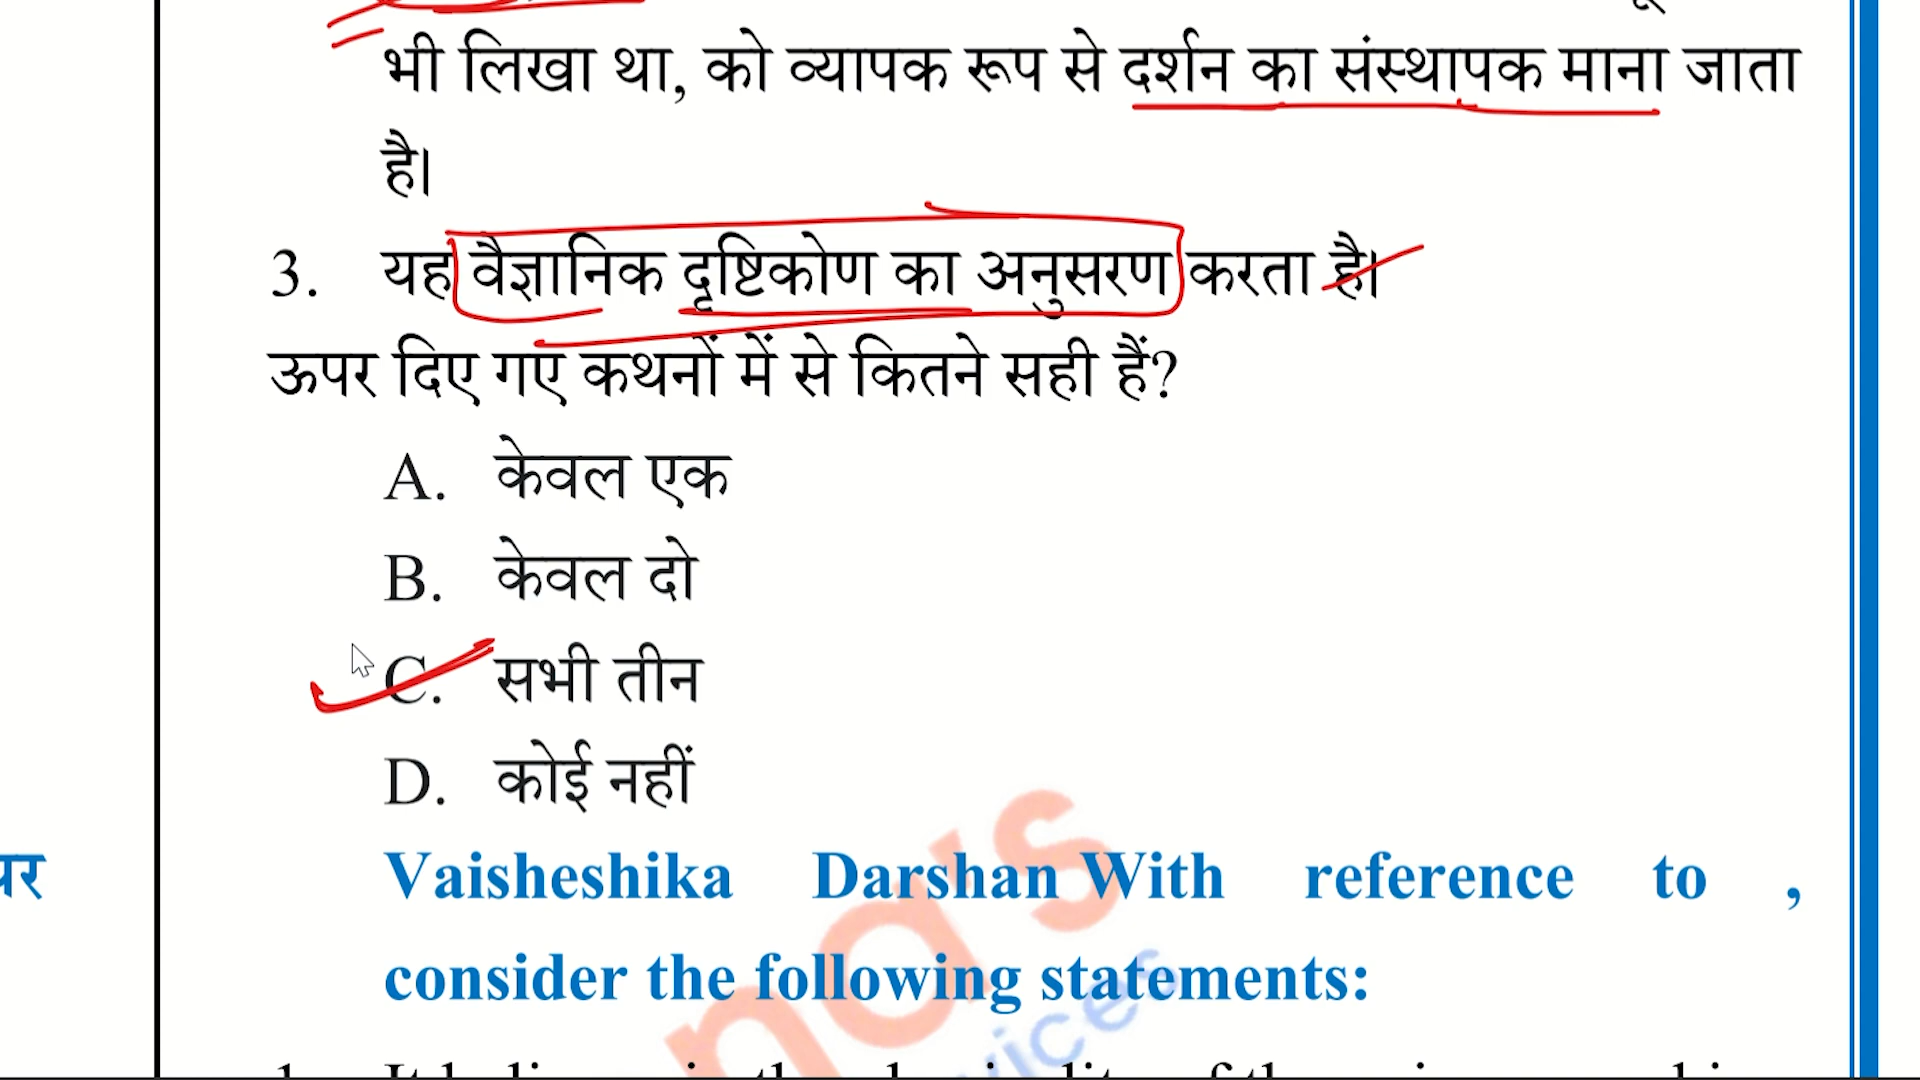 भी लिखा था, को व्यापक रूप से दर्शन का संस्थापक माना जाता
है।
3. यह वैज्ञानिक दृष्टिकोण का अनुसरण करता है।
ऊपर दिए गए कथनों में से कितने सही हैं?
A. केवल एक
B. केवल दो
C. सभी तीन
D. कोई नहीं
Vaisheshika Darshan With reference to ,
consider the following statements: